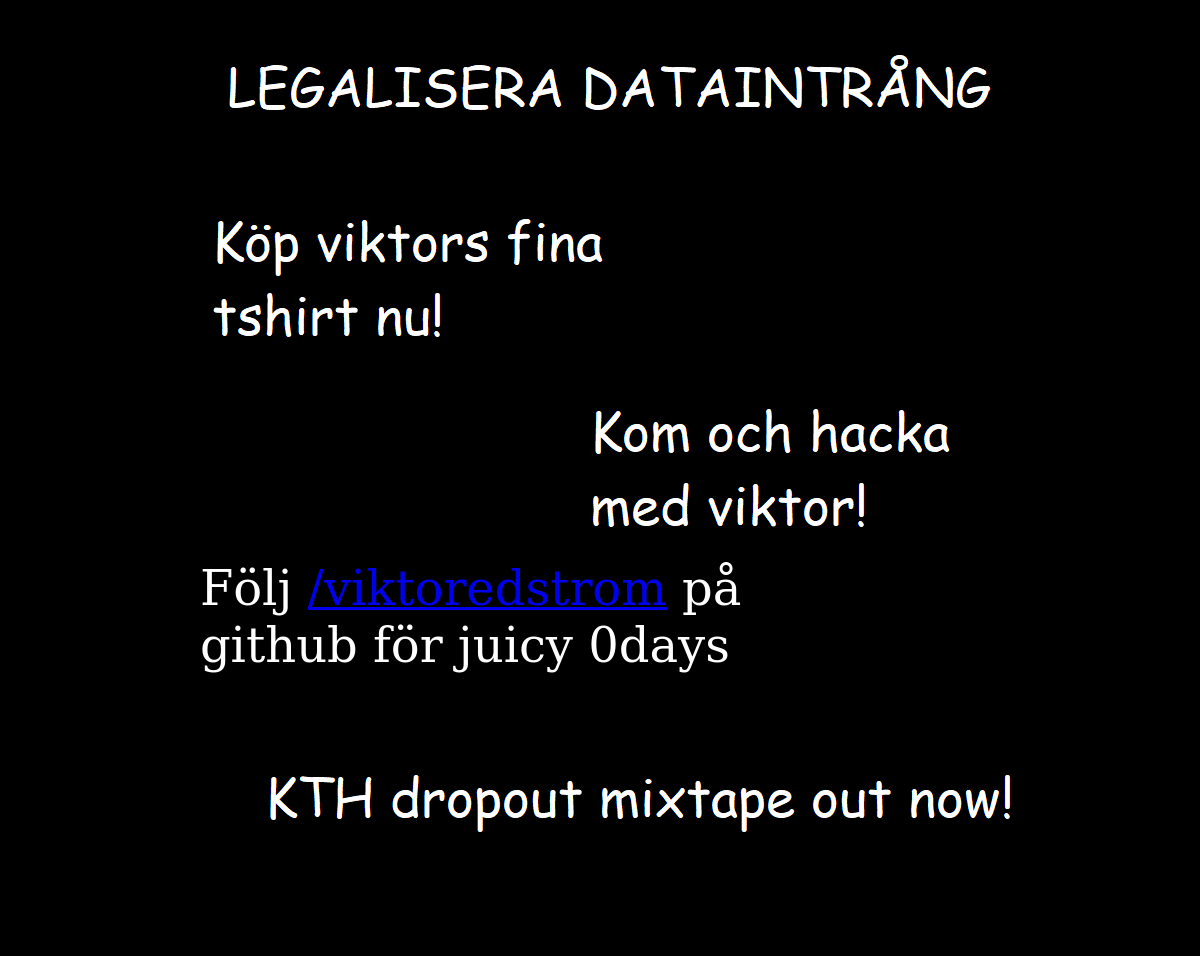 LEGALISERA DATAINTRÅNG
Köp viktors fina
tshirt nu!
Kom och hacka
med viktor!
Följ /viktoredstrom på
github för juicy 0days
KTH dropout mixtape out now!